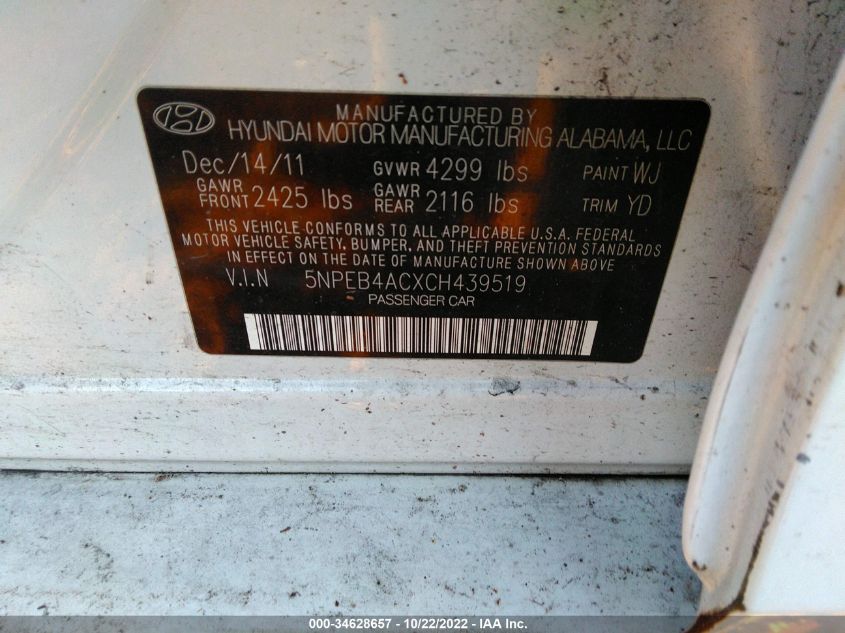 MANUFACTURED BY
HYUNDAI MOTOR MANUFACTURING ALABAMA, LLC
Dec/14/11 GVWR 4299 lbs PAINT WJ
GAWR FRONT 2425 lbs GAWR REAR 2116 lbs TRIM YD
THIS VEHICLE CONFORMS TO ALL APPLICABLE U.S.A. FEDERAL
MOTOR VEHICLE SAFETY, BUMPER, AND THEFT PREVENTION STANDARDS
IN EFFECT ON THE DATE OF MANUFACTURE SHOWN ABOVE
V.I.N 5NPEB4ACXCH439519
PASSENGER CAR
000-34628657 - 10/22/2022 - IAA Inc.